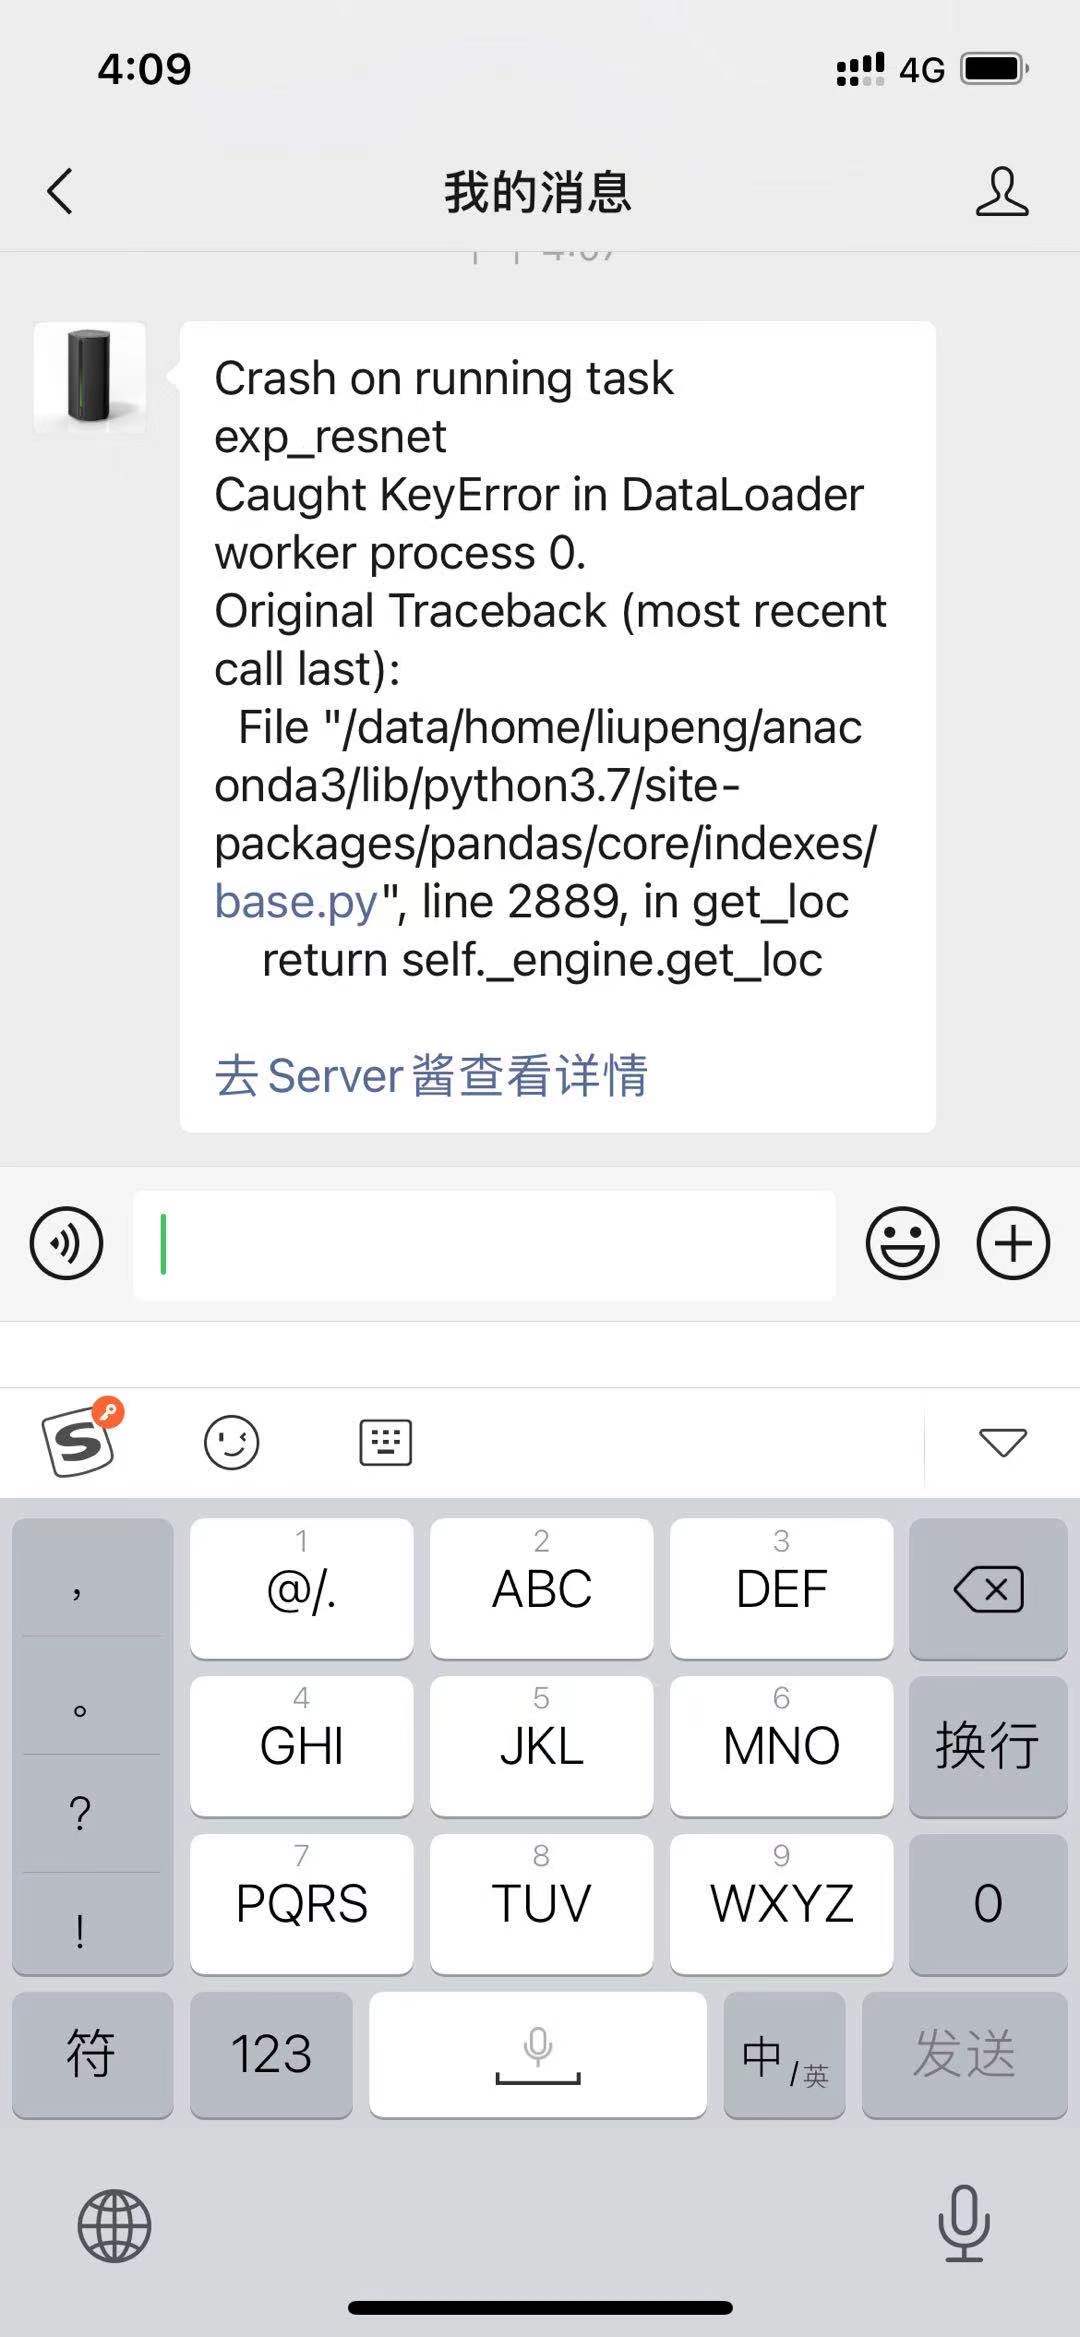 4:09
4G
我的消息
Crash on running task
exp_resnet
Caught KeyError in DataLoader
worker process 0.
Original Traceback (most recent
call last):
File "/data/home/liupeng/anac
onda3/lib/python3.7/site-
packages/pandas/core/indexes/
base.py", line 2889, in get_loc
return self._engine.get_loc
去Server酱查看详情
S
,
1
@/.
2
ABC
3
DEF
。
4
GHI
5
JKL
6
MNO
换行
?
7
PQRS
8
TUV
9
WXYZ
0
!
符
123
中/英
发送